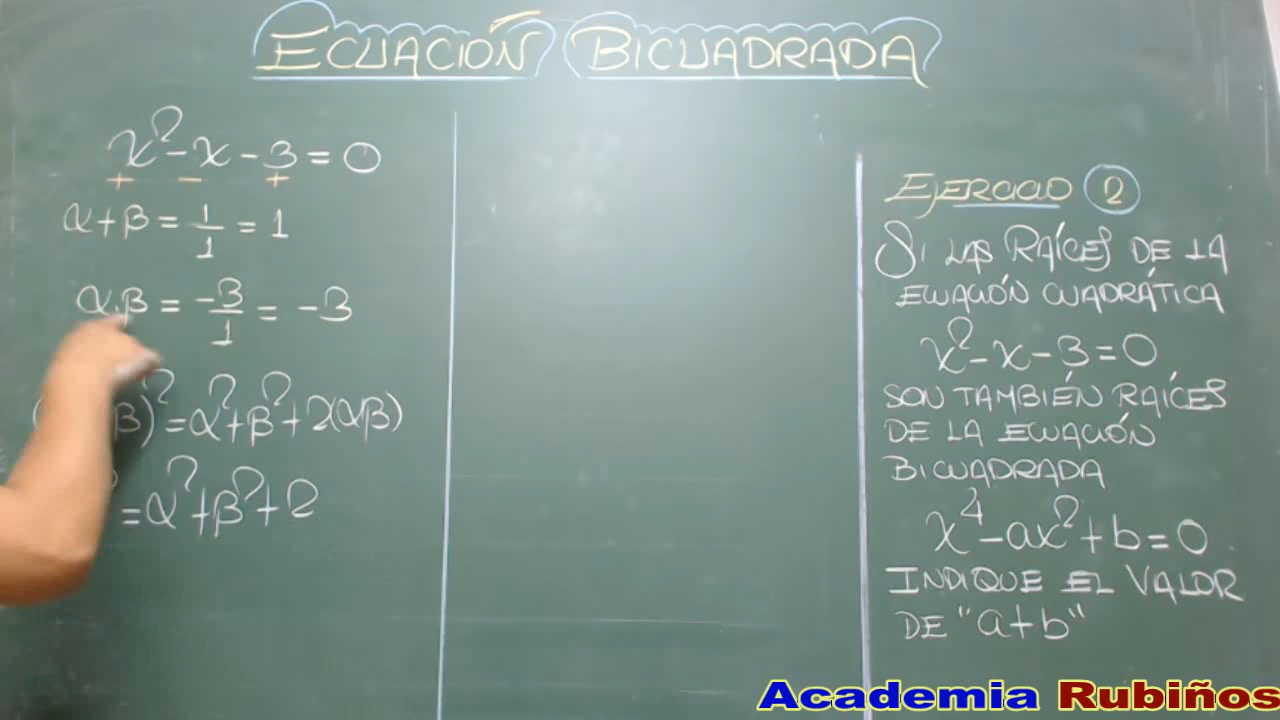 ECUACIÓN BICUADRADA
x² - x - 3 = 0
+ - +
α + β = 1/1 = 1
α.β = -3/1 = -3
( β)² = α² + β² + 2(αβ)
² = α² + β² + 2
EJERCICIO 2
SI LAS RAÍCES DE LA
ECUACIÓN CUADRÁTICA
x² - x - 3 = 0
SON TAMBIÉN RAÍCES
DE LA ECUACIÓN
BICUADRADA
x⁴ - ax² + b = 0
INDIQUE EL VALOR
DE "a+b"
Academia Rubiños